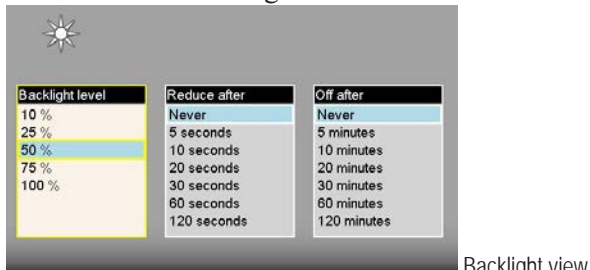 Backlight level
10 %
25 %
50 %
75 %
100 %
Reduce after
Never
5 seconds
10 seconds
20 seconds
30 seconds
60 seconds
120 seconds
Off after
Never
5 minutes
10 minutes
20 minutes
30 minutes
60 minutes
120 minutes
Backlight view